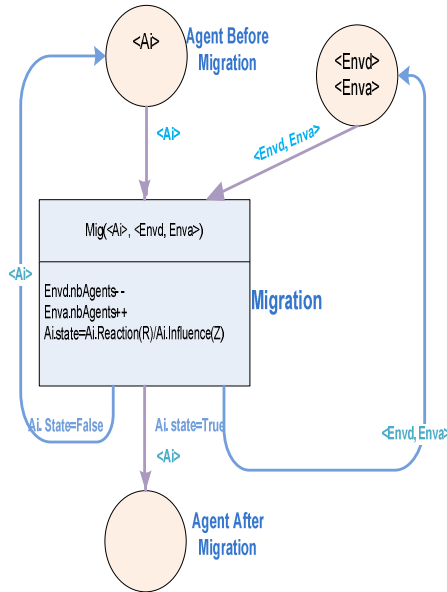 <Ai>
Agent Before
Migration
<Envd>
<Enva>
<Ai>
<Envd, Enva>
Mig(<Ai>, <Envd, Enva>)
<Ai>
Envd.nbAgents--
Enva.nbAgents++
Ai.state=Ai.Reaction(R)/Ai.Influence(Z)
Migration
Ai. State=False
Ai. state=True
<Envd, Enva>
<Ai>
Agent After
Migration